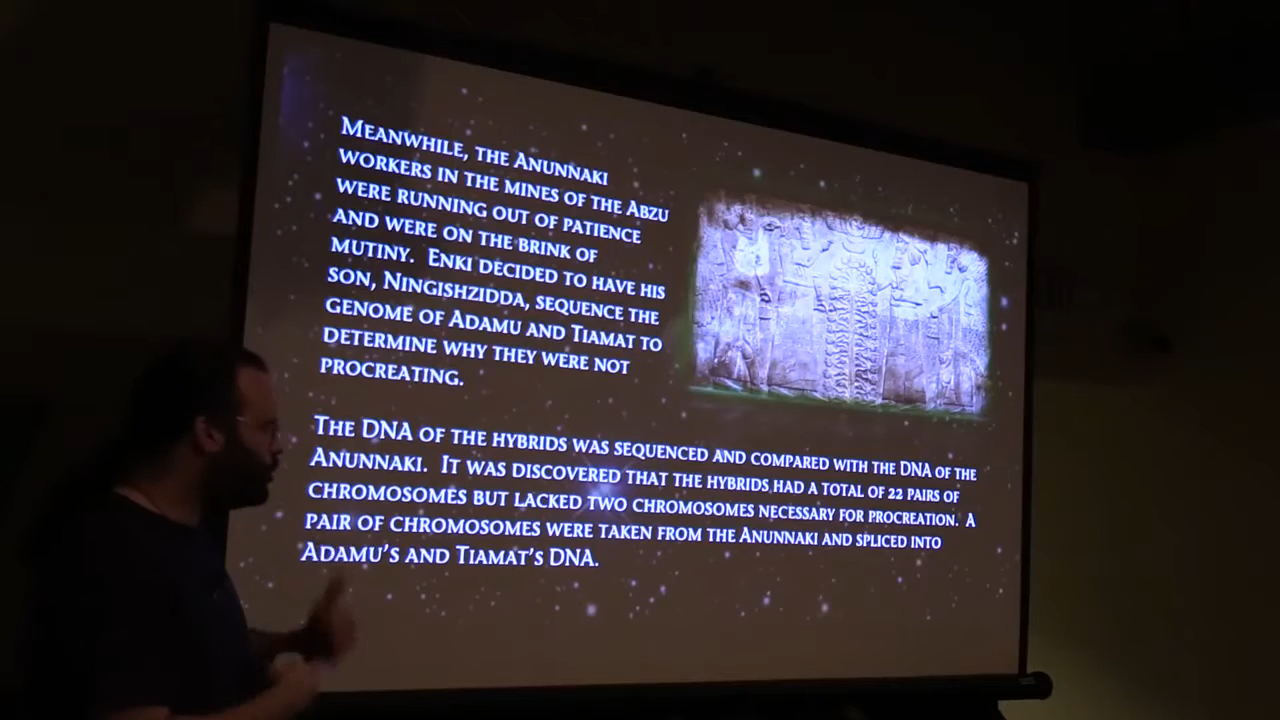 Meanwhile, the Anunnaki
workers in the mines of the Abzu
were running out of patience
and were on the brink of
mutiny. Enki decided to have his
son, Ningishzidda, sequence the
genome of Adamu and Tiamat to
determine why they were not
procreating.
The DNA of the hybrids was sequenced and compared with the DNA of the
Anunnaki. It was discovered that the hybrids had a total of 22 pairs of
chromosomes but lacked two chromosomes necessary for procreation. A
pair of chromosomes were taken from the Anunnaki and spliced into
Adamu's and Tiamat's DNA.